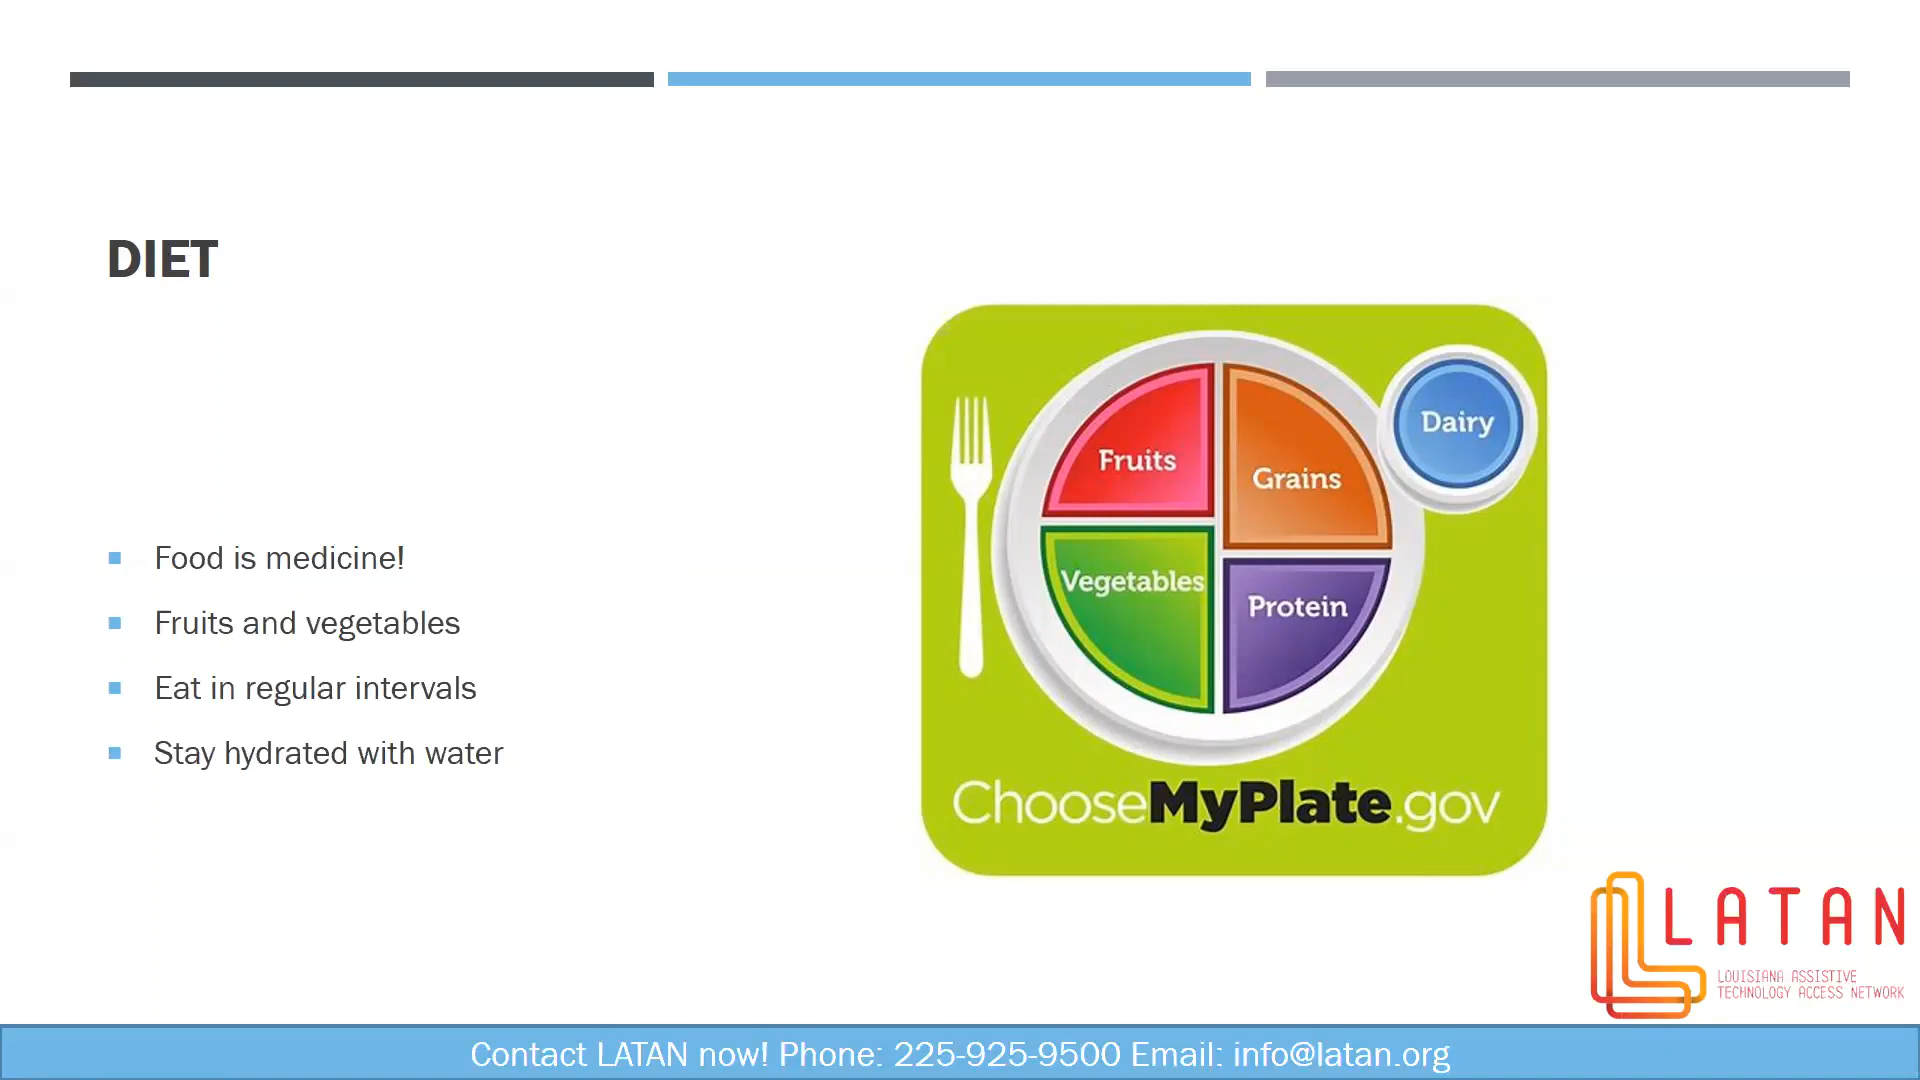 DIET
Food is medicine!
Fruits and vegetables
Eat in regular intervals
Stay hydrated with water
Fruits
Grains
Dairy
Vegetables
Protein
ChooseMyPlate.gov
LATAN
LOUISIANA ASSISTIVE
TECHNOLOGY ACCESS NETWORK
Contact LATAN now! Phone: 225-925-9500 Email: info@latan.org